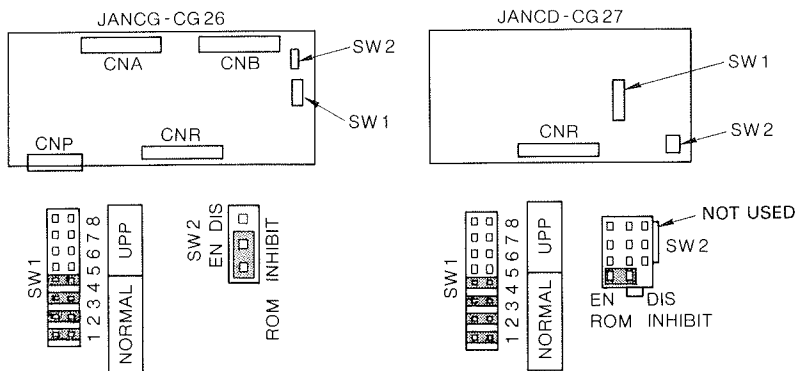 JANCG-CG26
CNA
CNB
SW2
SW1
CNR
CNP
SW1
1 2 3 4 5 6 7 8
NORMAL
UPP
SW2
EN DIS
ROM INHIBIT
JANCD-CG27
SW1
CNR
SW2
SW1
1 2 3 4 5 6 7 8
NORMAL
UPP
NOT USED
SW2
EN DIS
ROM INHIBIT